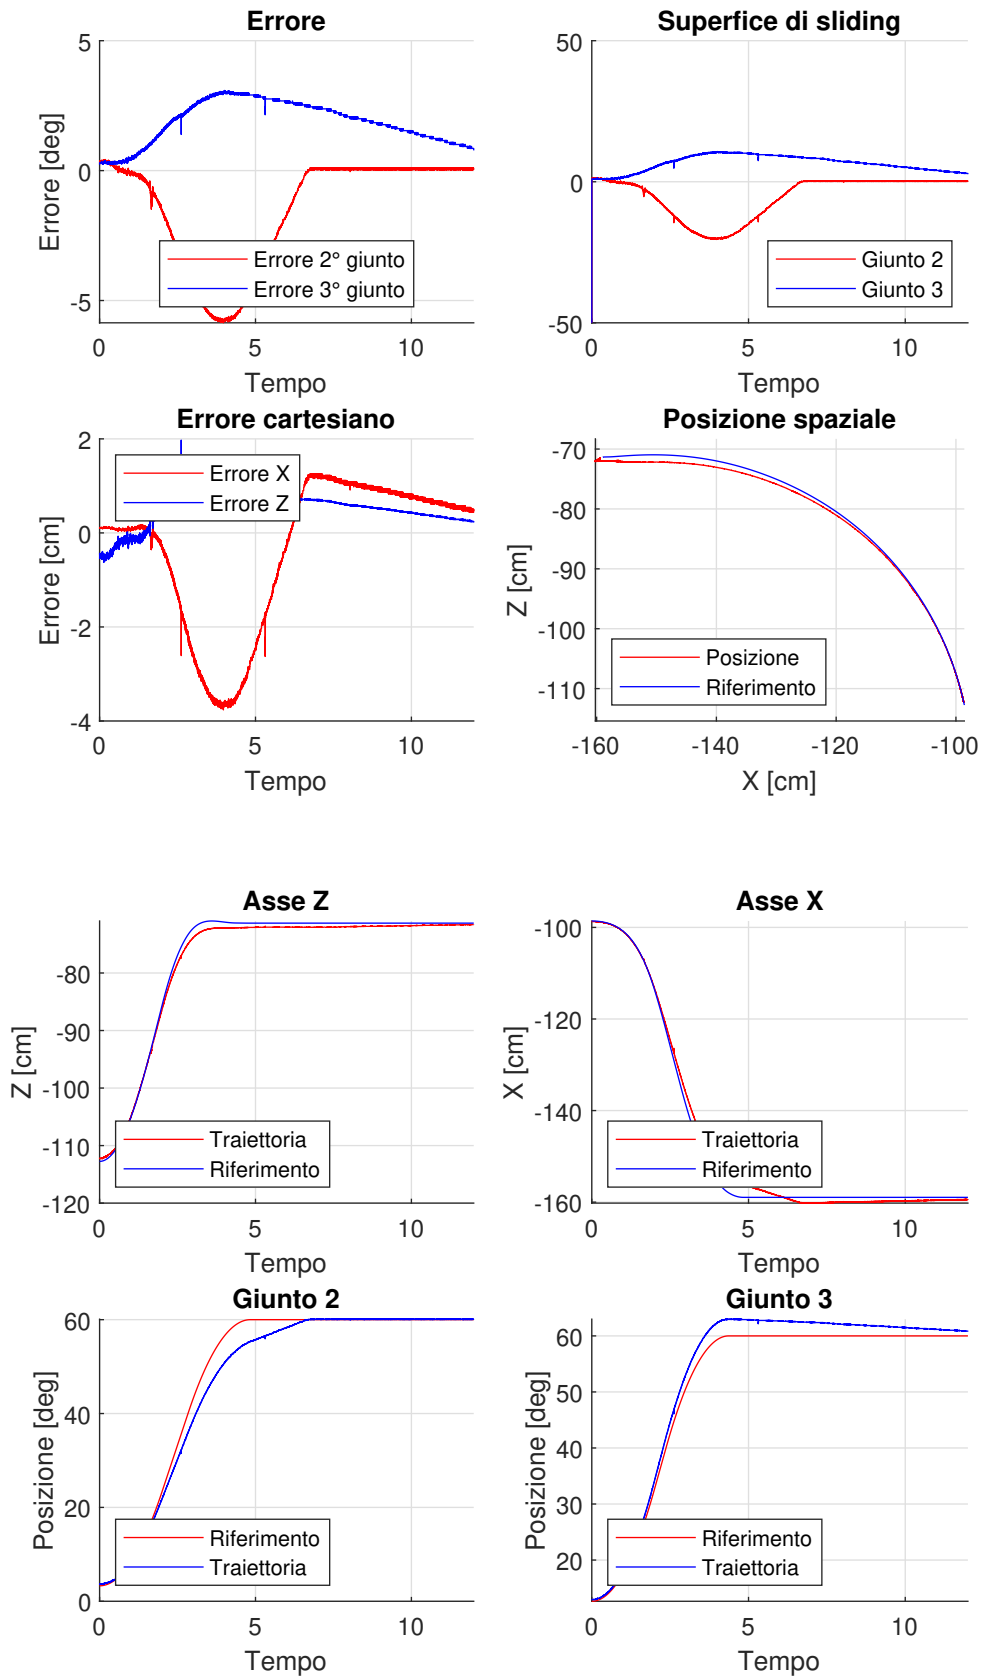 Errore
5
0
-5
Errore [deg]
Errore 2° giunto
Errore 3° giunto
0
5
10
Tempo
Superfice di sliding
50
0
-50
Giunto 2
Giunto 3
0
5
10
Tempo
Errore cartesiano
2
0
-2
-4
Errore [cm]
Errore X
Errore Z
0
5
10
Tempo
Posizione spaziale
-70
-80
-90
-100
-110
Z [cm]
Posizione
Riferimento
-160
-140
-120
-100
X [cm]
Asse Z
-80
-90
-100
-110
-120
Z [cm]
Traiettoria
Riferimento
0
5
10
Tempo
Asse X
-100
-120
-140
-160
X [cm]
Traiettoria
Riferimento
0
5
10
Tempo
Giunto 2
60
40
20
0
Posizione [deg]
Riferimento
Traiettoria
0
5
10
Tempo
Giunto 3
60
50
40
30
20
Posizione [deg]
Riferimento
Traiettoria
0
5
10
Tempo